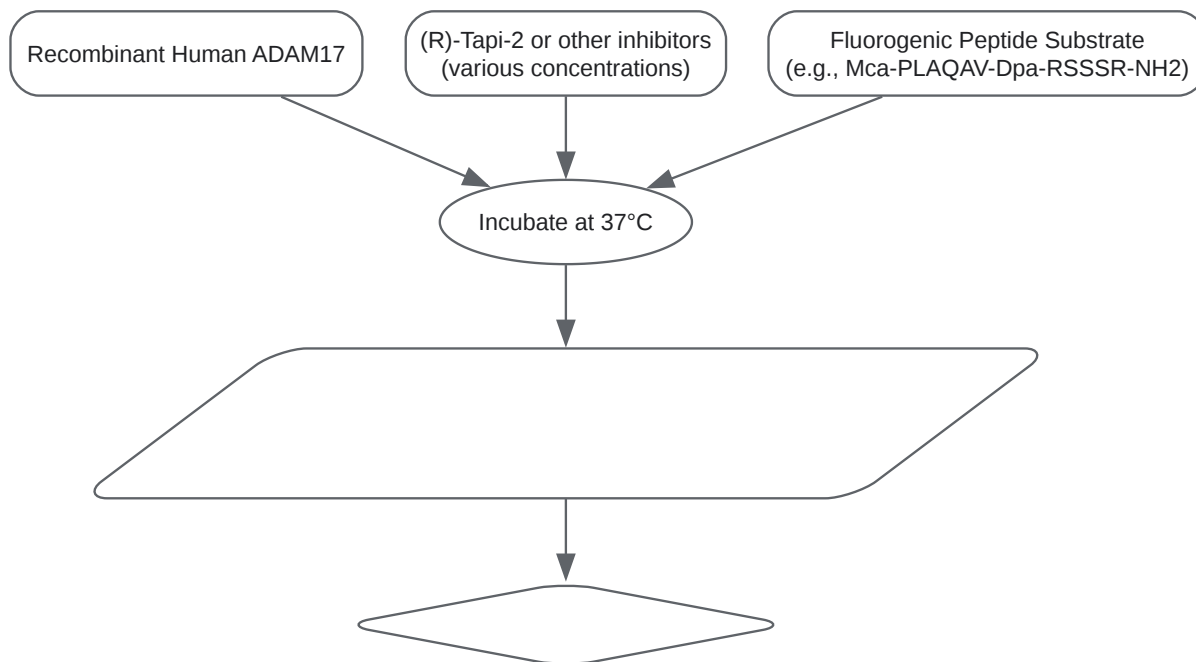 Recombinant Human ADAM17
(R)-Tapi-2 or other inhibitors
(various concentrations)
Fluorogenic Peptide Substrate
(e.g., Mca-PLAQAV-Dpa-RSSSR-NH2)
Incubate at 37°C